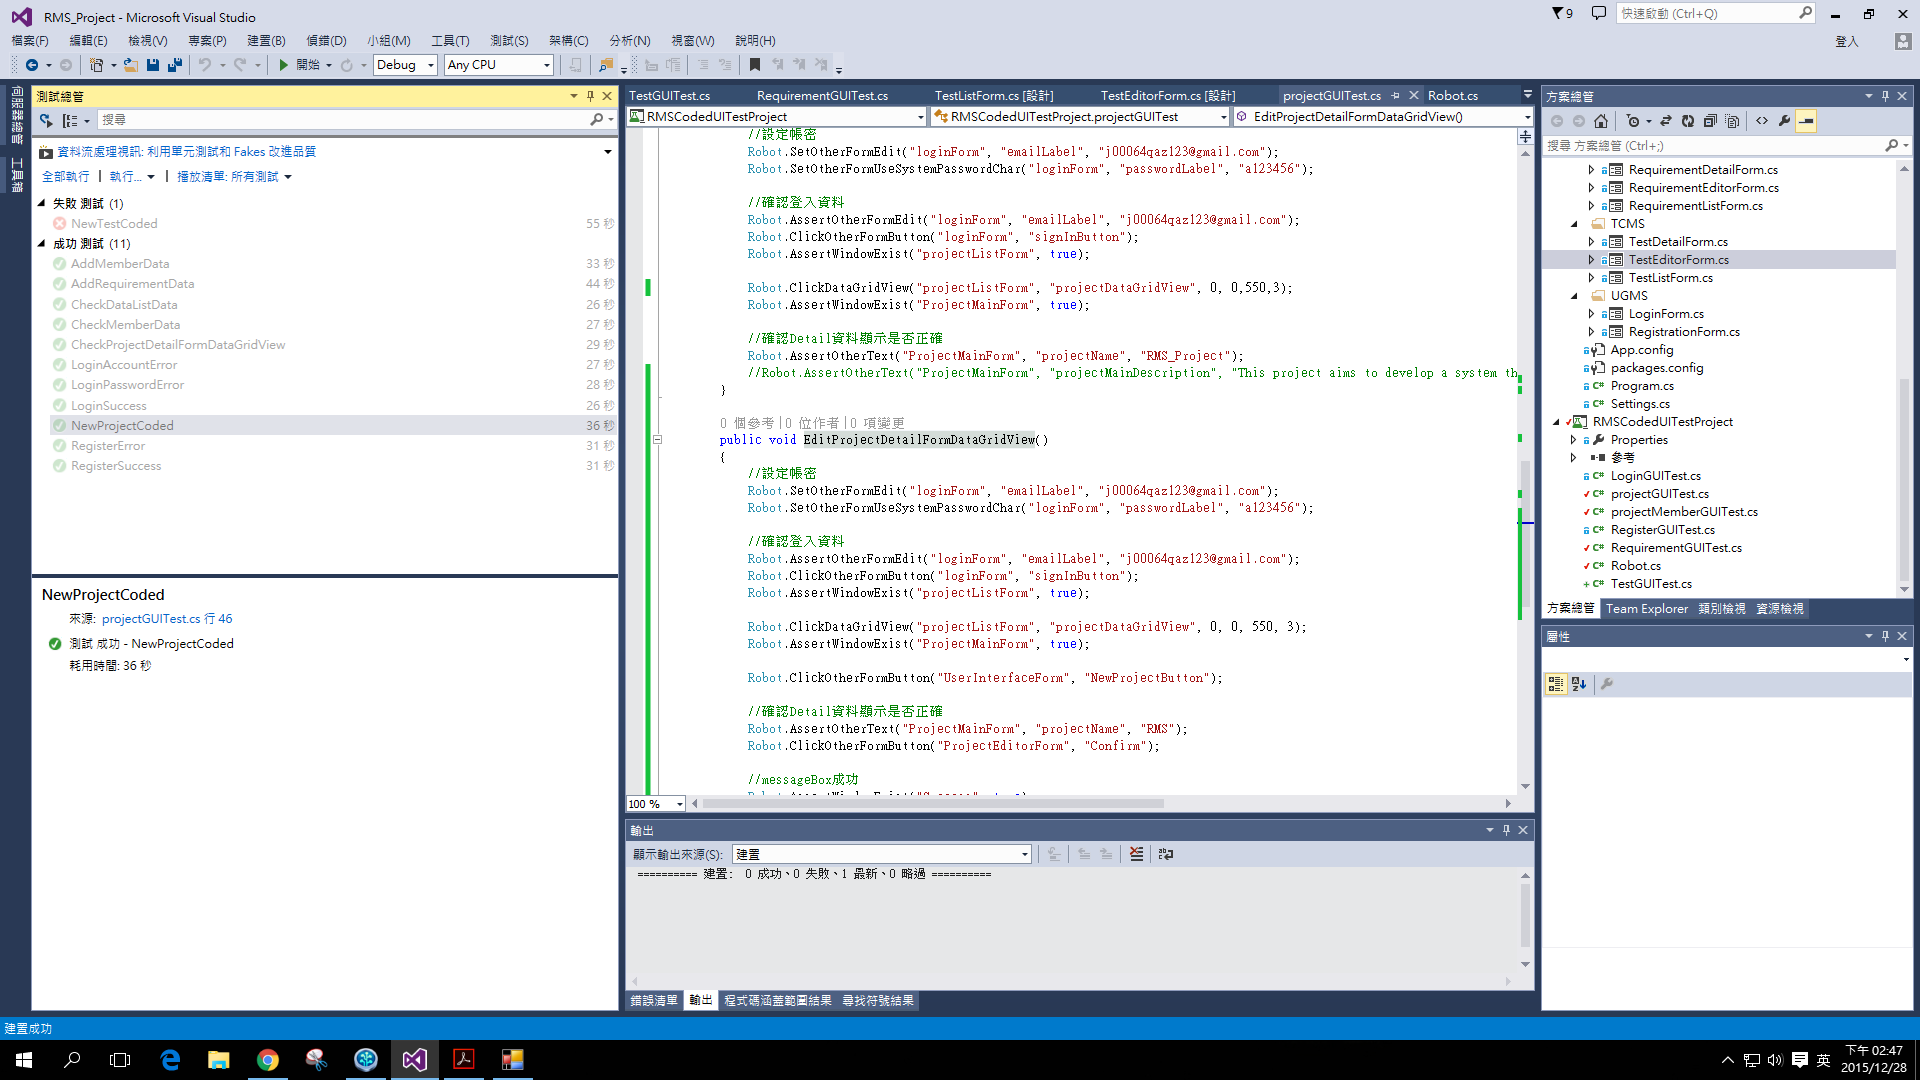 RMS_Project - Microsoft Visual Studio
9
快速啟動 (Ctrl+Q)
檔案(F) 編輯(E) 檢視(V) 專案(P) 建置(B) 偵錯(D) 小組(M) 工具(T) 測試(S) 架構(C) 分析(N) 視窗(W) 說明(H)
登入
開始 Debug Any CPU
伺服器總管
工具箱
測試總管
搜尋
資料流處理視訊: 利用單元測試和 Fakes 改進品質
全部執行 | 執行... | 播放清單: 所有測試
失敗 測試 (1)
NewTestCoded 55 秒
成功 測試 (11)
AddMemberData 33 秒
AddRequirementData 44 秒
CheckDataListData 26 秒
CheckMemberData 27 秒
CheckProjectDetailFormDataGridView 29 秒
LoginAccountError 27 秒
LoginPasswordError 28 秒
LoginSuccess 26 秒
NewProjectCoded 36 秒
RegisterError 31 秒
RegisterSuccess 31 秒
NewProjectCoded
來源: projectGUITest.cs 行 46
測試 成功 - NewProjectCoded
耗用時間: 36 秒
TestGUITest.cs RequirementGUITest.cs TestListForm.cs [設計] TestEditorForm.cs [設計] projectGUITest.cs Robot.cs
RMSCodedUITestProject RMSCodedUITestProject.projectGUITest EditProjectDetailFormDataGridView()
//設定帳密
Robot.SetOtherFormEdit("loginForm", "emailLabel", "j00064qaz123@gmail.com");
Robot.SetOtherFormUseSystemPasswordChar("loginForm", "passwordLabel", "a123456");
//確認登入資料
Robot.AssertOtherFormEdit("loginForm", "emailLabel", "j00064qaz123@gmail.com");
Robot.ClickOtherFormButton("loginForm", "signInButton");
Robot.AssertWindowExist("projectListForm", true);
Robot.ClickDataGridView("projectListForm", "projectDataGridView", 0, 0,550,3);
Robot.AssertWindowExist("ProjectMainForm", true);
//確認Detail資料顯示是否正確
Robot.AssertOtherText("ProjectMainForm", "projectName", "RMS_Project");
//Robot.AssertOtherText("ProjectMainForm", "projectMainDescription", "This project aims to develop a system th
}
0 個參考 | 0 位作者 | 0 項變更
public void EditProjectDetailFormDataGridView()
{
//設定帳密
Robot.SetOtherFormEdit("loginForm", "emailLabel", "j00064qaz123@gmail.com");
Robot.SetOtherFormUseSystemPasswordChar("loginForm", "passwordLabel", "a123456");
//確認登入資料
Robot.AssertOtherFormEdit("loginForm", "emailLabel", "j00064qaz123@gmail.com");
Robot.ClickOtherFormButton("loginForm", "signInButton");
Robot.AssertWindowExist("projectListForm", true);
Robot.ClickDataGridView("projectListForm", "projectDataGridView", 0, 0, 550, 3);
Robot.AssertWindowExist("ProjectMainForm", true);
Robot.ClickOtherFormButton("UserInterfaceForm", "NewProjectButton");
//確認Detail資料顯示是否正確
Robot.AssertOtherText("ProjectMainForm", "projectName", "RMS");
Robot.ClickOtherFormButton("ProjectEditorForm", "Confirm");
//messageBox成功
100 %
輸出
顯示輸出來源(S): 建置
========== 建置: 0 成功、0 失敗、1 最新、0 略過 ==========
錯誤清單 輸出 程式碼涵蓋範圍結果 尋找符號結果
方案總管
搜尋 方案總管 (Ctrl+;)
RequirementDetailForm.cs
RequirementEditorForm.cs
RequirementListForm.cs
TCMS
TestDetailForm.cs
TestEditorForm.cs
TestListForm.cs
UGMS
LoginForm.cs
RegistrationForm.cs
App.config
packages.config
Program.cs
Settings.cs
RMSCodedUITestProject
Properties
參考
LoginGUITest.cs
projectGUITest.cs
projectMemberGUITest.cs
RegisterGUITest.cs
RequirementGUITest.cs
Robot.cs
TestGUITest.cs
方案總管 Team Explorer 類別檢視 資源檢視
屬性
建置成功
英
下午 02:47
2015/12/28